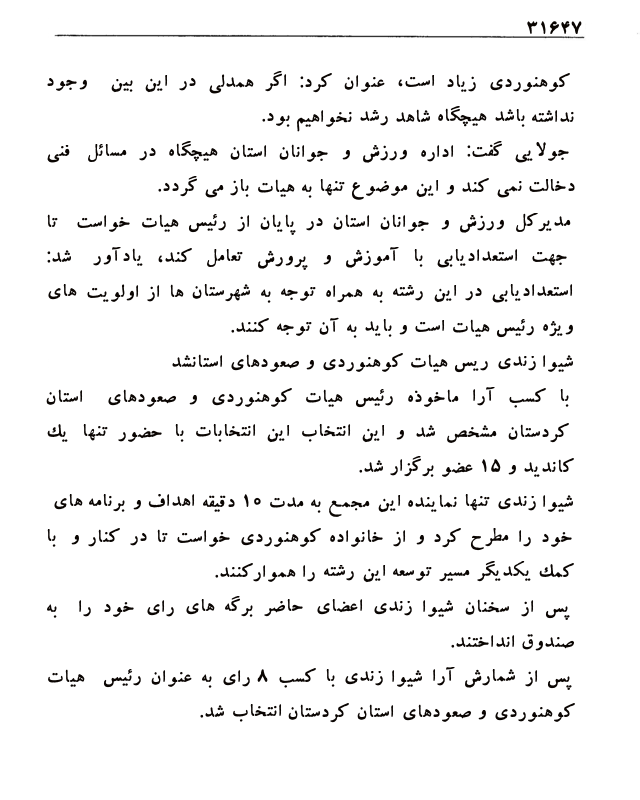 ۳۱۶۴۷
کوهنوردی زیاد است، عنوان کرد: اگر همدلی در این بین وجود
نداشته باشد هیچگاه شاهد رشد نخواهیم بود.
جولایی گفت: اداره ورزش و جوانان استان هیچگاه در مسائل فنی
دخالت نمی کند و این موضوع تنها به هیات باز می گردد.
مدیرکل ورزش و جوانان استان در پایان از رئیس هیات خواست تا
جهت استعدادیابی با آموزش و پرورش تعامل کند، یادآور شد:
استعدادیابی در این رشته به همراه توجه به شهرستان ها از اولویت های
ویژه رئیس هیات است و باید به آن توجه کنند.
شیوا زندی ریس هیات کوهنوردی و صعودهای استانشد
با کسب آرا ماخوذه رئیس هیات کوهنوردی و صعودهای استان
کردستان مشخص شد و این انتخاب این انتخابات با حضور تنها یك
کاندید و ۱۵ عضو برگزار شد.
شیوا زندی تنها نماینده این مجمع به مدت ۱۰ دقیقه اهداف و برنامه های
خود را مطرح کرد و از خانواده کوهنوردی خواست تا در کنار و با
کمك یکدیگر مسیر توسعه این رشته را هموارکنند.
پس از سخنان شیوا زندی اعضای حاضر برگه های رای خود را به
صندوق انداختند.
پس از شمارش آرا شیوا زندی با کسب ۸ رای به عنوان رئیس هیات
کوهنوردی و صعودهای استان کردستان انتخاب شد.